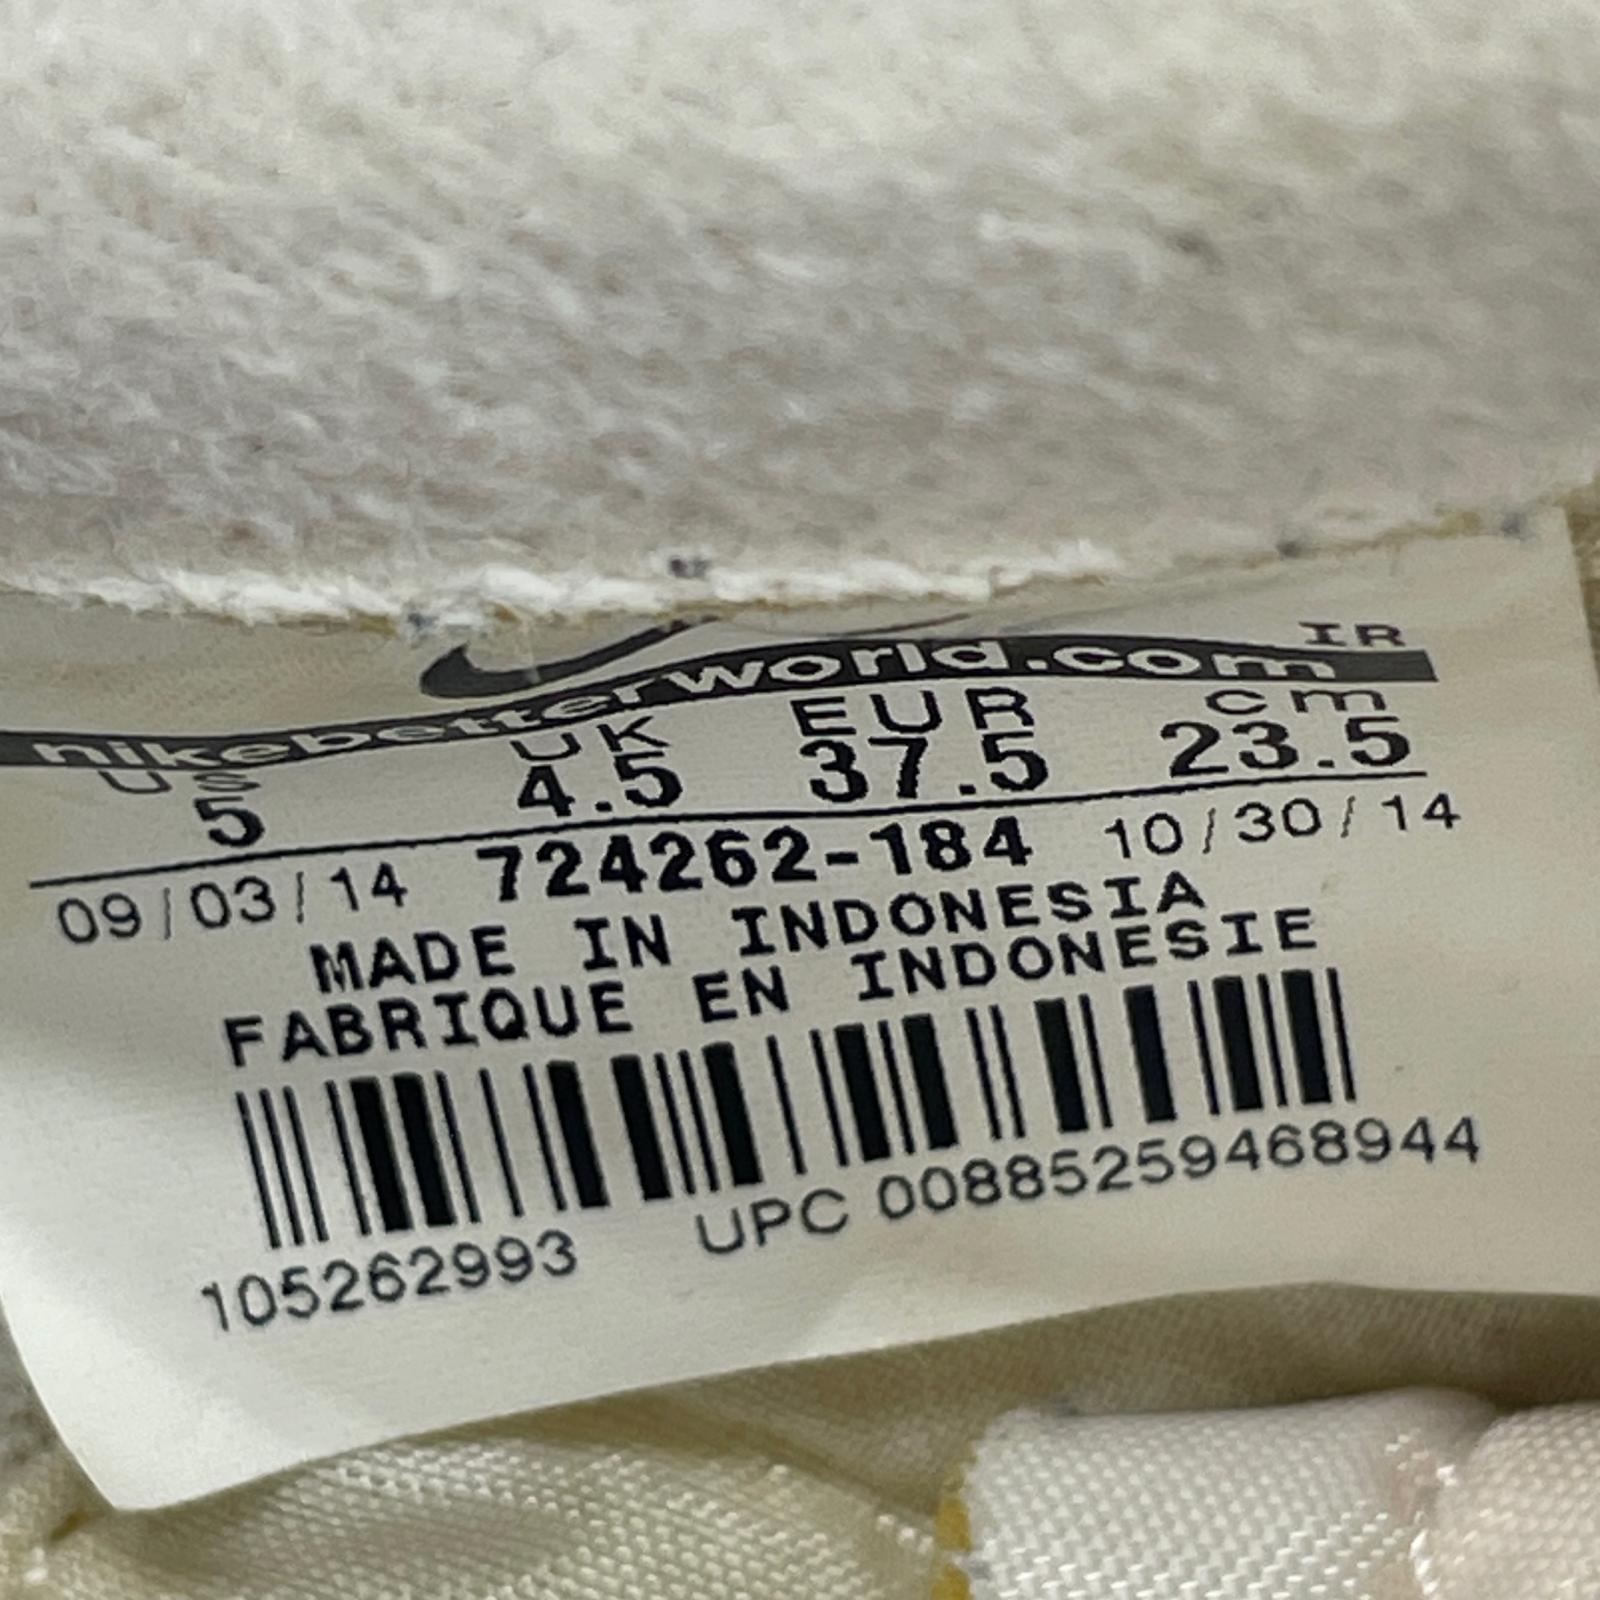 IR
nikebetterworld.com
US UK EUR cm
5 4.5 37.5 23.5
09/03/14 724262-184 10/30/14
MADE IN INDONESIA
FABRIQUE EN INDONESIE
105262993 UPC 00885259468944